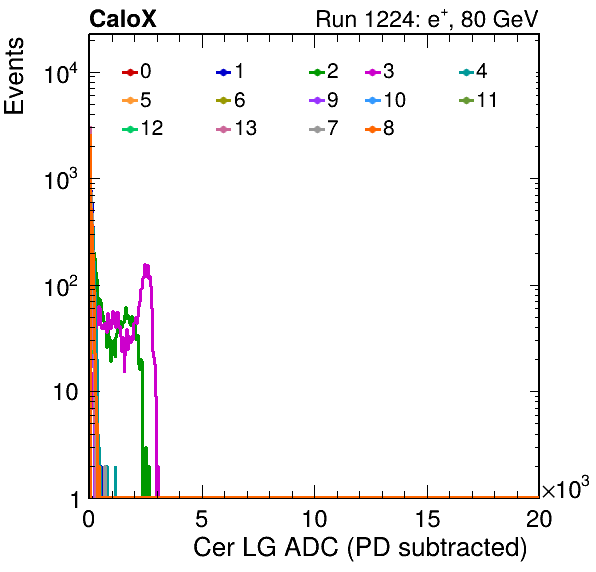 CaloX Run 1224: e⁺, 80 GeV
Events
10⁴
10³
10²
10
1
0 1 2 3 4
5 6 9 10 11
12 13 7 8
0 5 10 15 20
×10³
Cer LG ADC (PD subtracted)